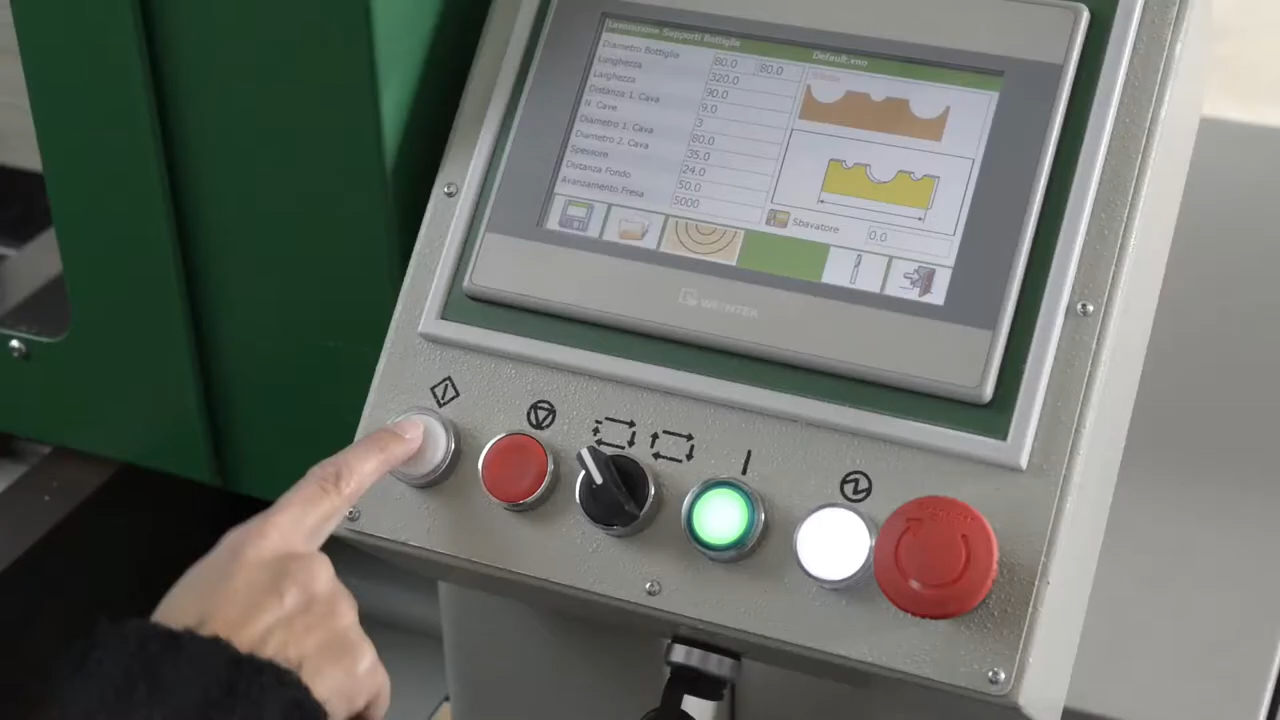 Lavorazione Supporti Bottiglia
Default.vno
Diametro Bottiglia 80.0 80.0
Lunghezza 320.0
Larghezza 90.0
Distanza 1. Cava 9.0
N Cave 3
Diametro 1. Cava 80.0
Diametro 2. Cava 35.0
Spessore 24.0
Distanza Fondo 50.0
Avanzamento Fresa 5000
Sbavatore 0.0
WEINTEK